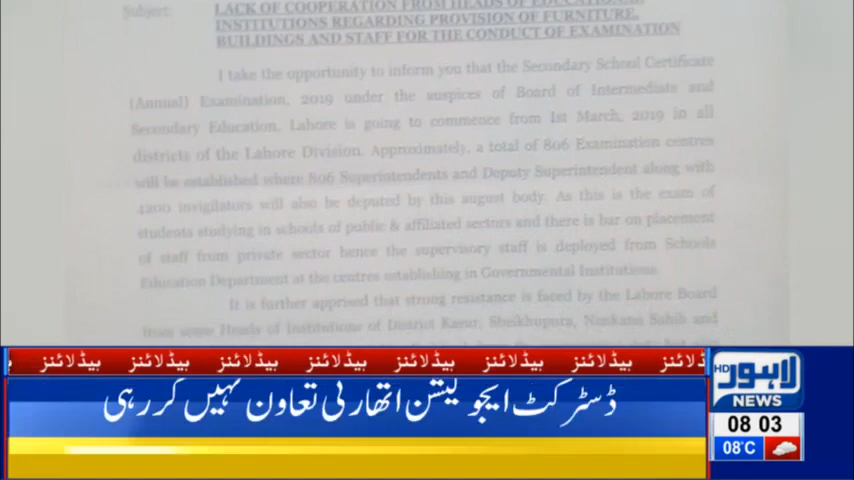 Subject: LACK OF COOPERATION FROM HEADS OF EDUCATIONAL
INSTITUTIONS REGARDING PROVISION OF FURNITURE,
BUILDINGS AND STAFF FOR THE CONDUCT OF EXAMINATION
I take the opportunity to inform you that the Secondary School Certificate
(Annual) Examination, 2019 under the auspices of Board of Intermediate and
Secondary Education, Lahore is going to commence from 1st March, 2019 in all
districts of the Lahore Division. Approximately, a total of 806 Examination centres
will be established where 806 Superintendents and Deputy Superintendent along with
4200 invigilators will also be deputed by this august body. As this is the exam of
students studying in schools of public & affiliated sectors and there is bar on placement
of staff from private sector hence the supervisory staff is deployed from Schools
Education Department at the centres establishing in Governmental Institutions.
It is further apprised that strong resistance is faced by the Lahore Board
from some Heads of Institutions of District Kasur, Sheikhupura, Nankana Sahib and
ہیڈلائنز ہیڈلائنز ہیڈلائنز ہیڈلائنز ہیڈلائنز ہیڈلائنز ہیڈلائنز ہیڈلائنز
ڈسٹرکٹ ایجوکیشن اتھارٹی تعاون نہیں کر رہی
لاہور HD
NEWS
08 03
08°C